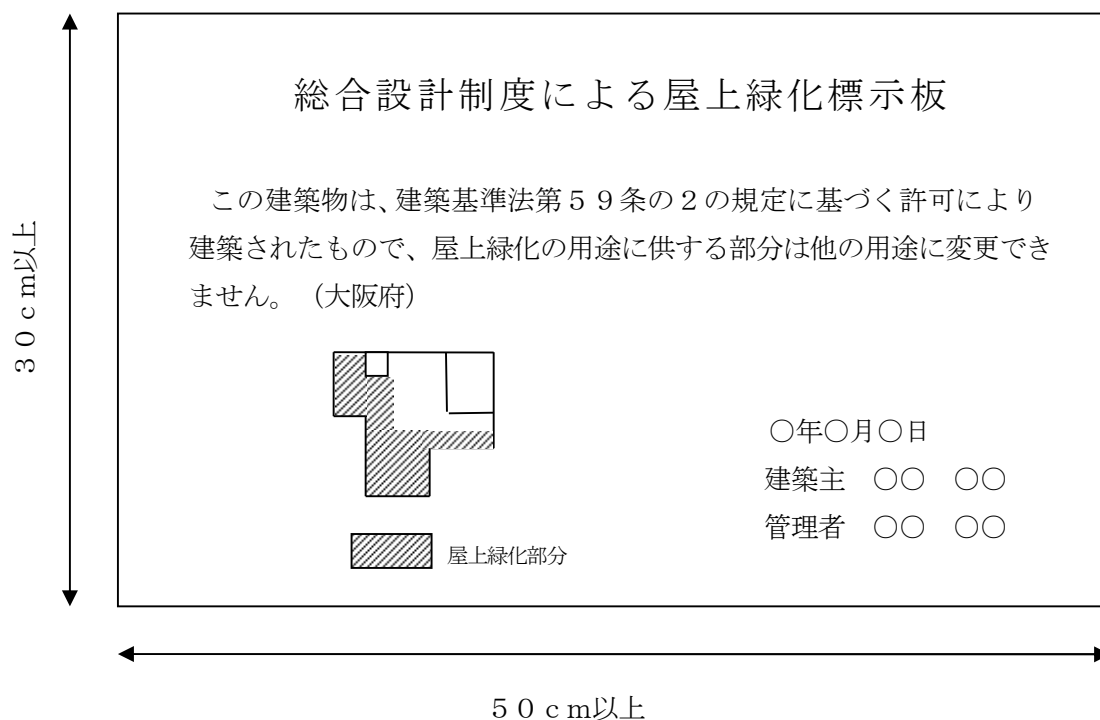 総合設計制度による屋上緑化標示板
この建築物は、建築基準法第５９条の２の規定に基づく許可により
建築されたもので、屋上緑化の用途に供する部分は他の用途に変更でき
ません。（大阪府）
３０ｃｍ以上
○年○月○日
建築主　○○　○○
管理者　○○　○○
屋上緑化部分
５０ｃｍ以上